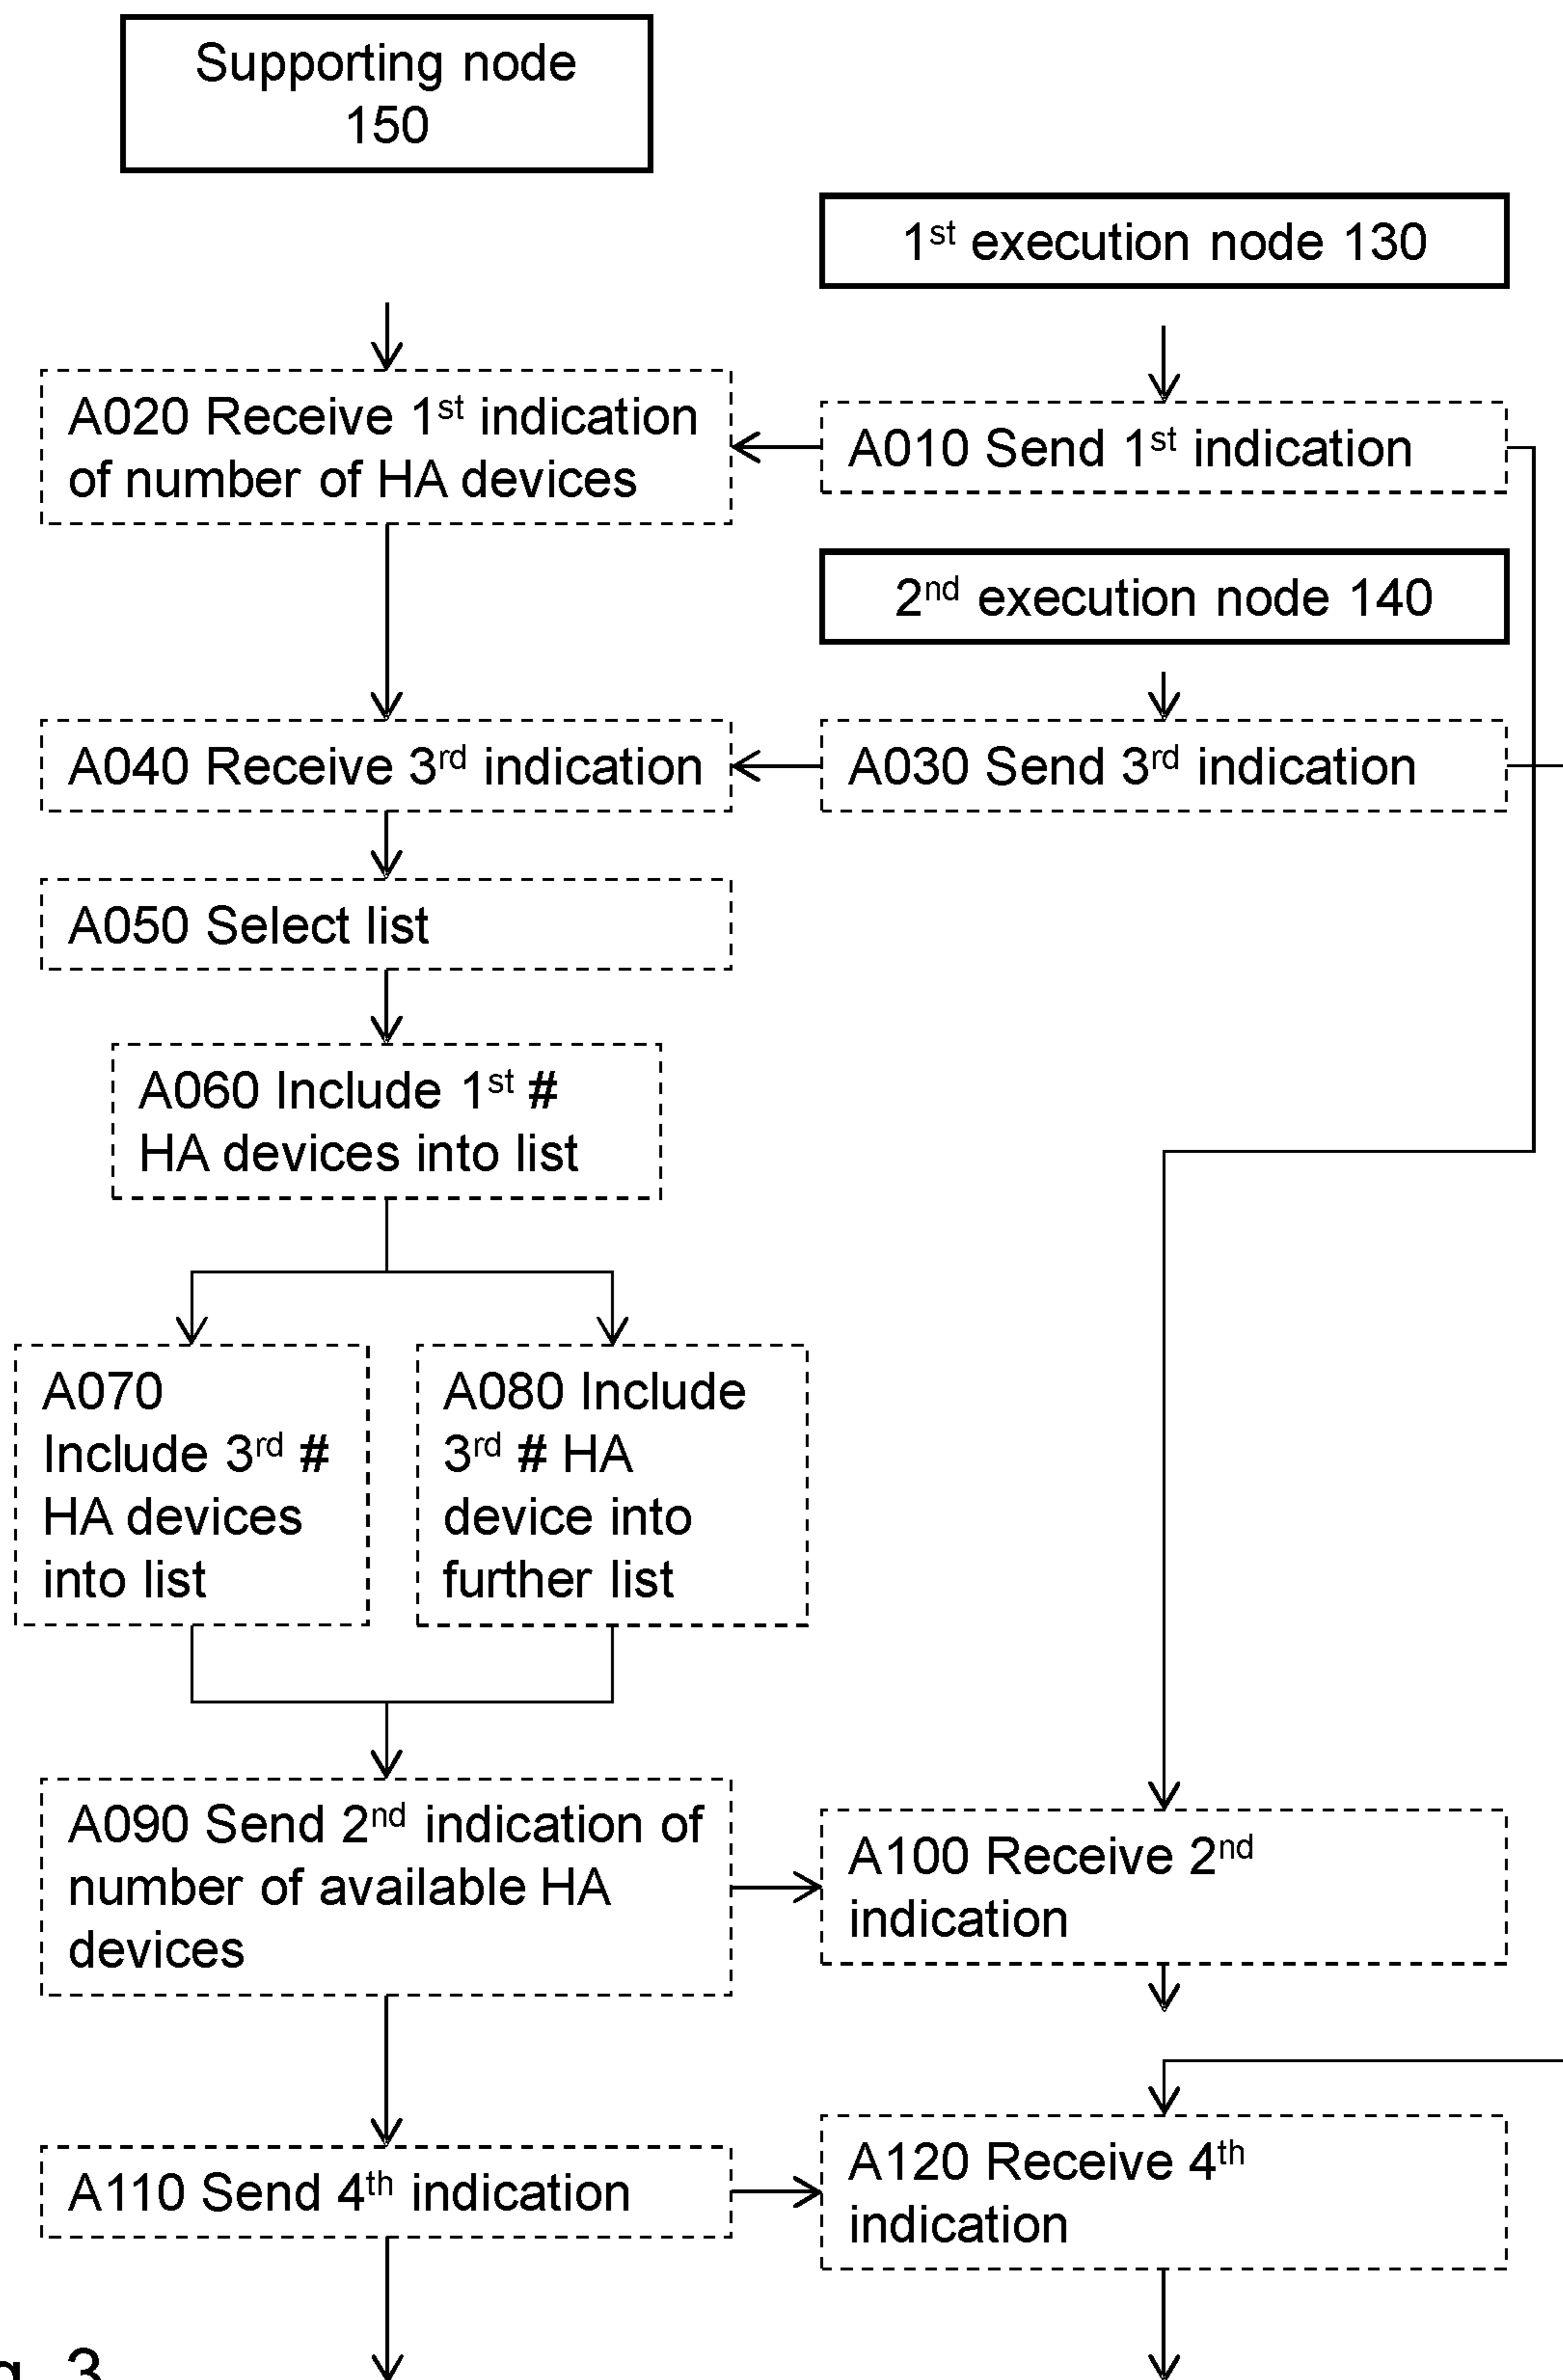 Supporting node
150
1st execution node 130
A020 Receive 1st indication
of number of HA devices
A010 Send 1st indication
2nd execution node 140
A040 Receive 3rd indication
A030 Send 3rd indication
A050 Select list
A060 Include 1st #
HA devices into list
A070
Include 3rd #
HA devices
into list
A080 Include
3rd # HA
device into
further list
A090 Send 2nd indication of
number of available HA
devices
A100 Receive 2nd
indication
A110 Send 4th indication
A120 Receive 4th
indication
3